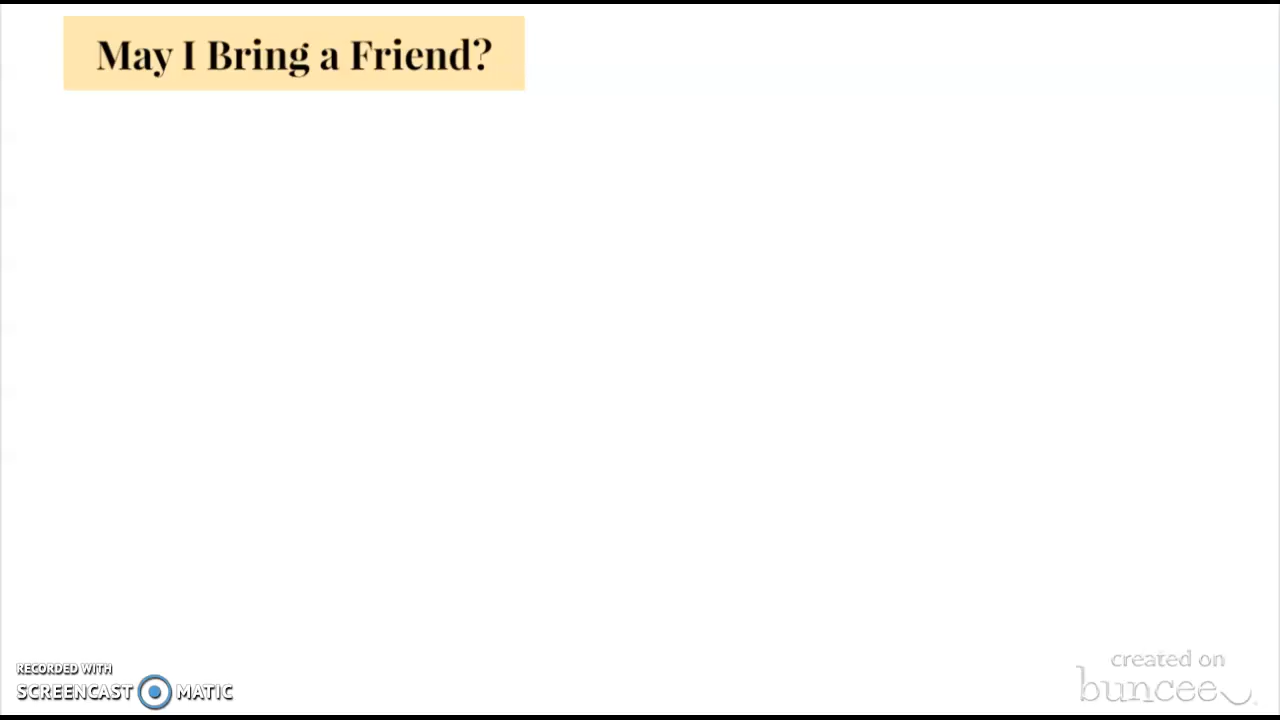 May I Bring a Friend?
RECORDED WITH
SCREENCAST MATIC
created on
buncee